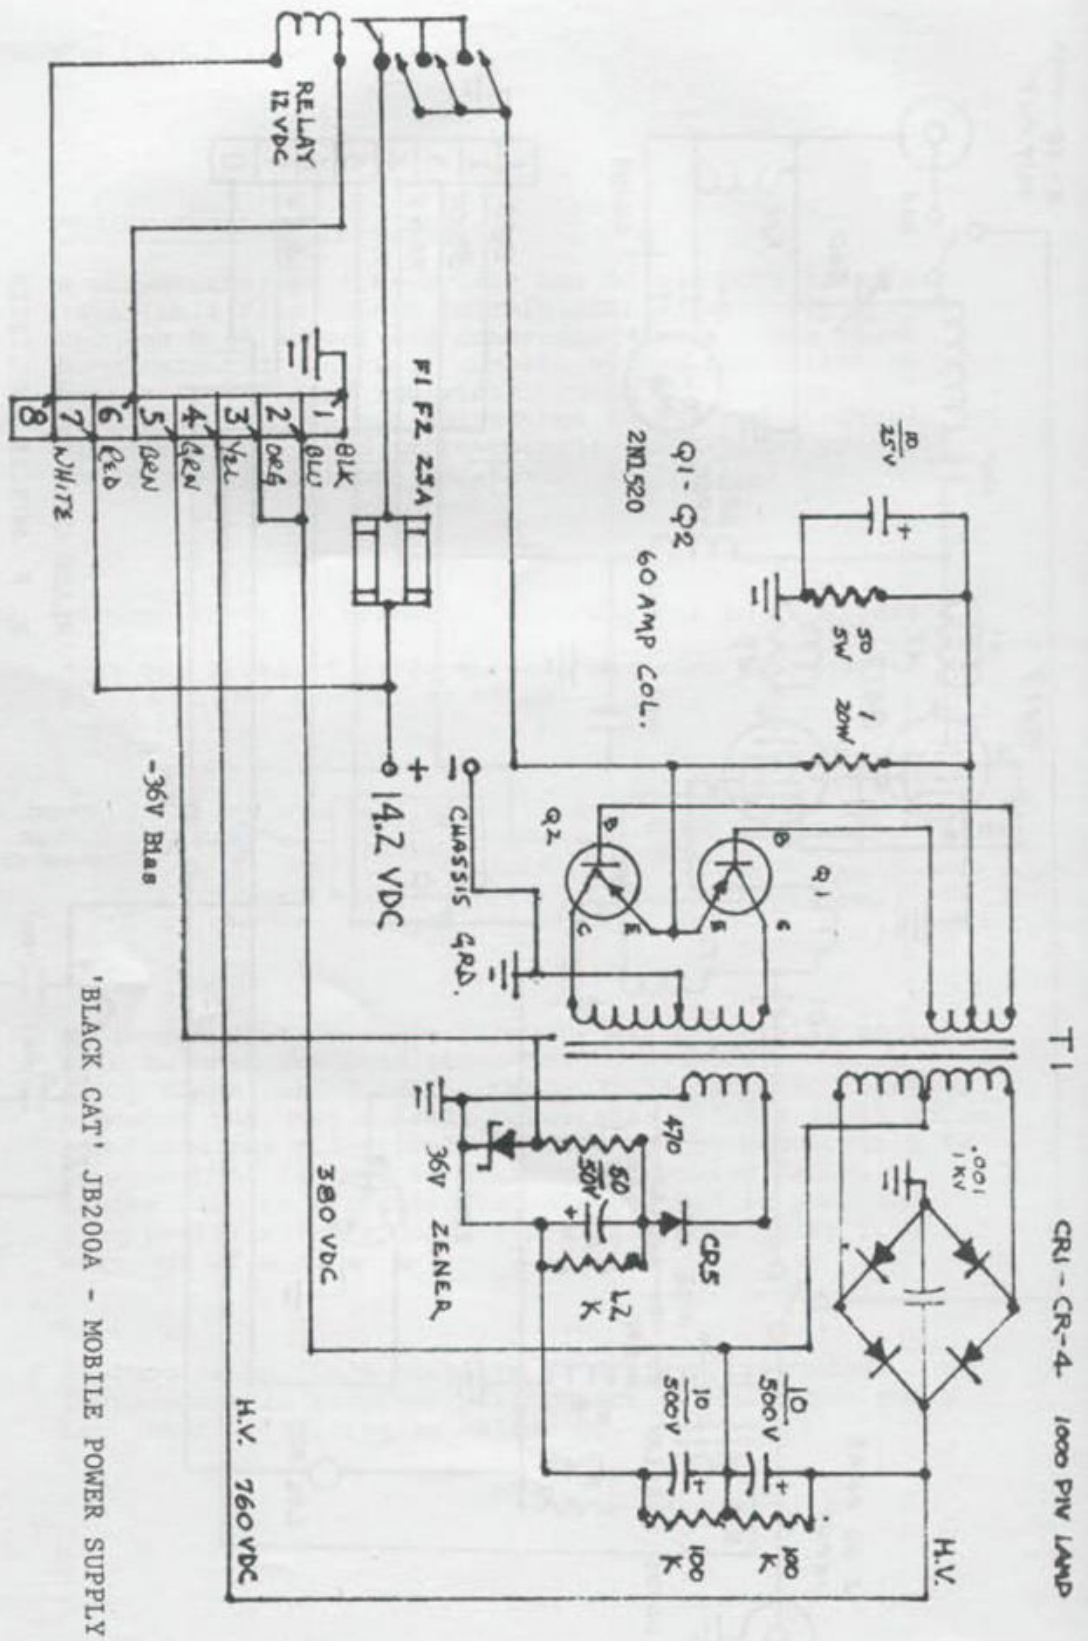 T1
CR1-CR-4. 1000 PIV 1AMP
10
25V
50
5W
1
20W
.001
1KV
H.V.
Q1-Q2
2N1520 60 AMP COL.
Q1
B
C
E
Q2
B
C
E
470
CR5
50
50V
1.2
K
10
500V
10
500V
100
K
100
K
RELAY
12VDC
F1 F2 25A
+ 14.2 VDC
- CHASSIS GRD.
36V ZENER
1 BLK
2 BLU
3 ORG
4 YEL
5 GRN
6 BRN
7 RED
8 WHITE
-36V Bias
380 VDC
H.V. 760 VDC
'BLACK CAT' JB200A - MOBILE POWER SUPPLY